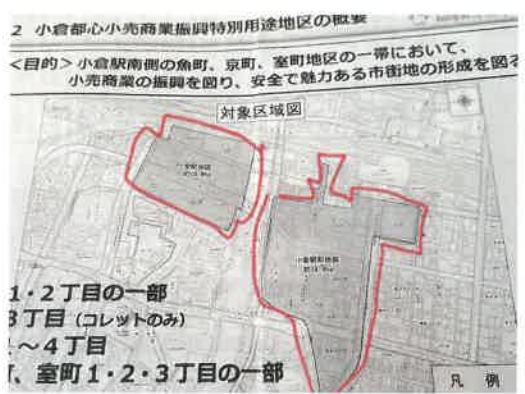 2 小倉都心小売商業振興特別用途地区の概要
<目的>小倉駅南側の魚町、京町、室町地区の一帯において、
小売商業の振興を図り、安全で魅力ある市街地の形成を図る
対象区域図
1・2丁目の一部
3丁目(コレットのみ)
~4丁目
、室町1・2・3丁目の一部
凡例